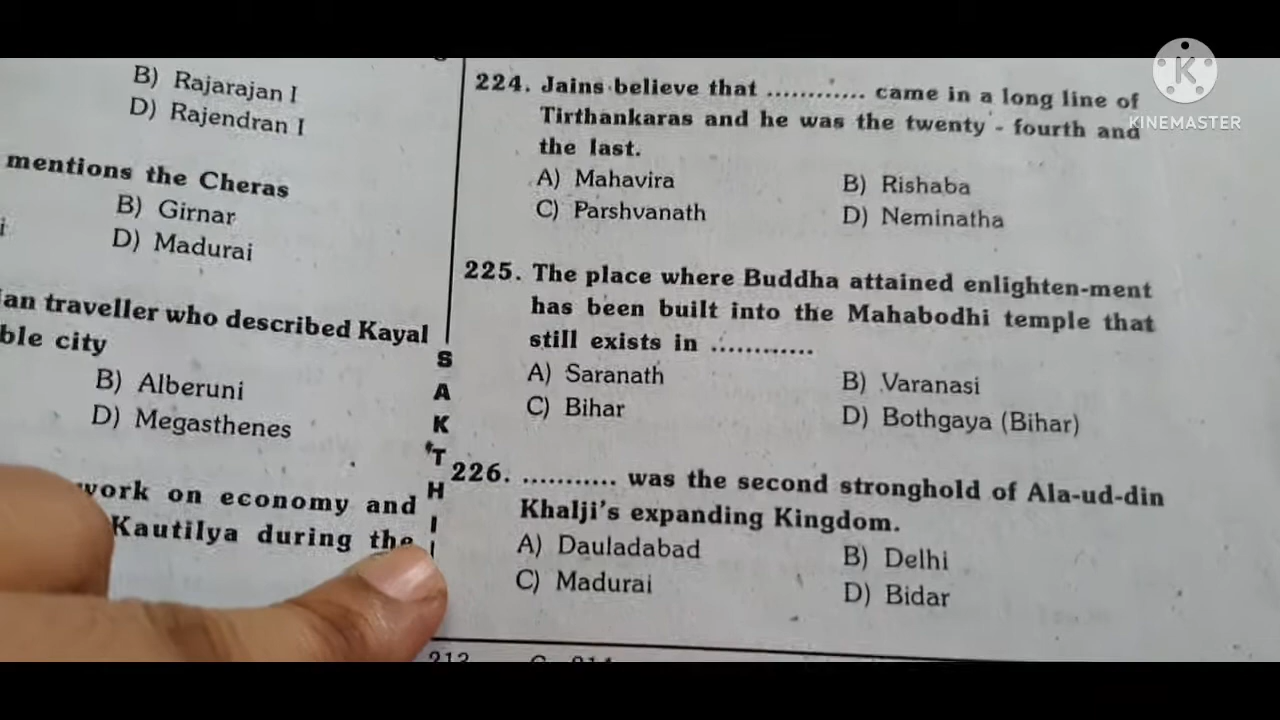 B) Rajarajan I
D) Rajendran I
mentions the Cheras
B) Girnar
i
D) Madurai
an traveller who described Kayal
ble city
B) Alberuni
D) Megasthenes
work on economy and
Kautilya during the
S
A
K
T
H
I
224. Jains believe that ............ came in a long line of
Tirthankaras and he was the twenty - fourth and
the last.
A) Mahavira B) Rishaba
C) Parshvanath D) Neminatha
225. The place where Buddha attained enlighten-ment
has been built into the Mahabodhi temple that
still exists in ............
A) Saranath B) Varanasi
C) Bihar D) Bothgaya (Bihar)
226. ........... was the second stronghold of Ala-ud-din
Khalji's expanding Kingdom.
A) Dauladabad B) Delhi
C) Madurai D) Bidar
K
KINEMASTER